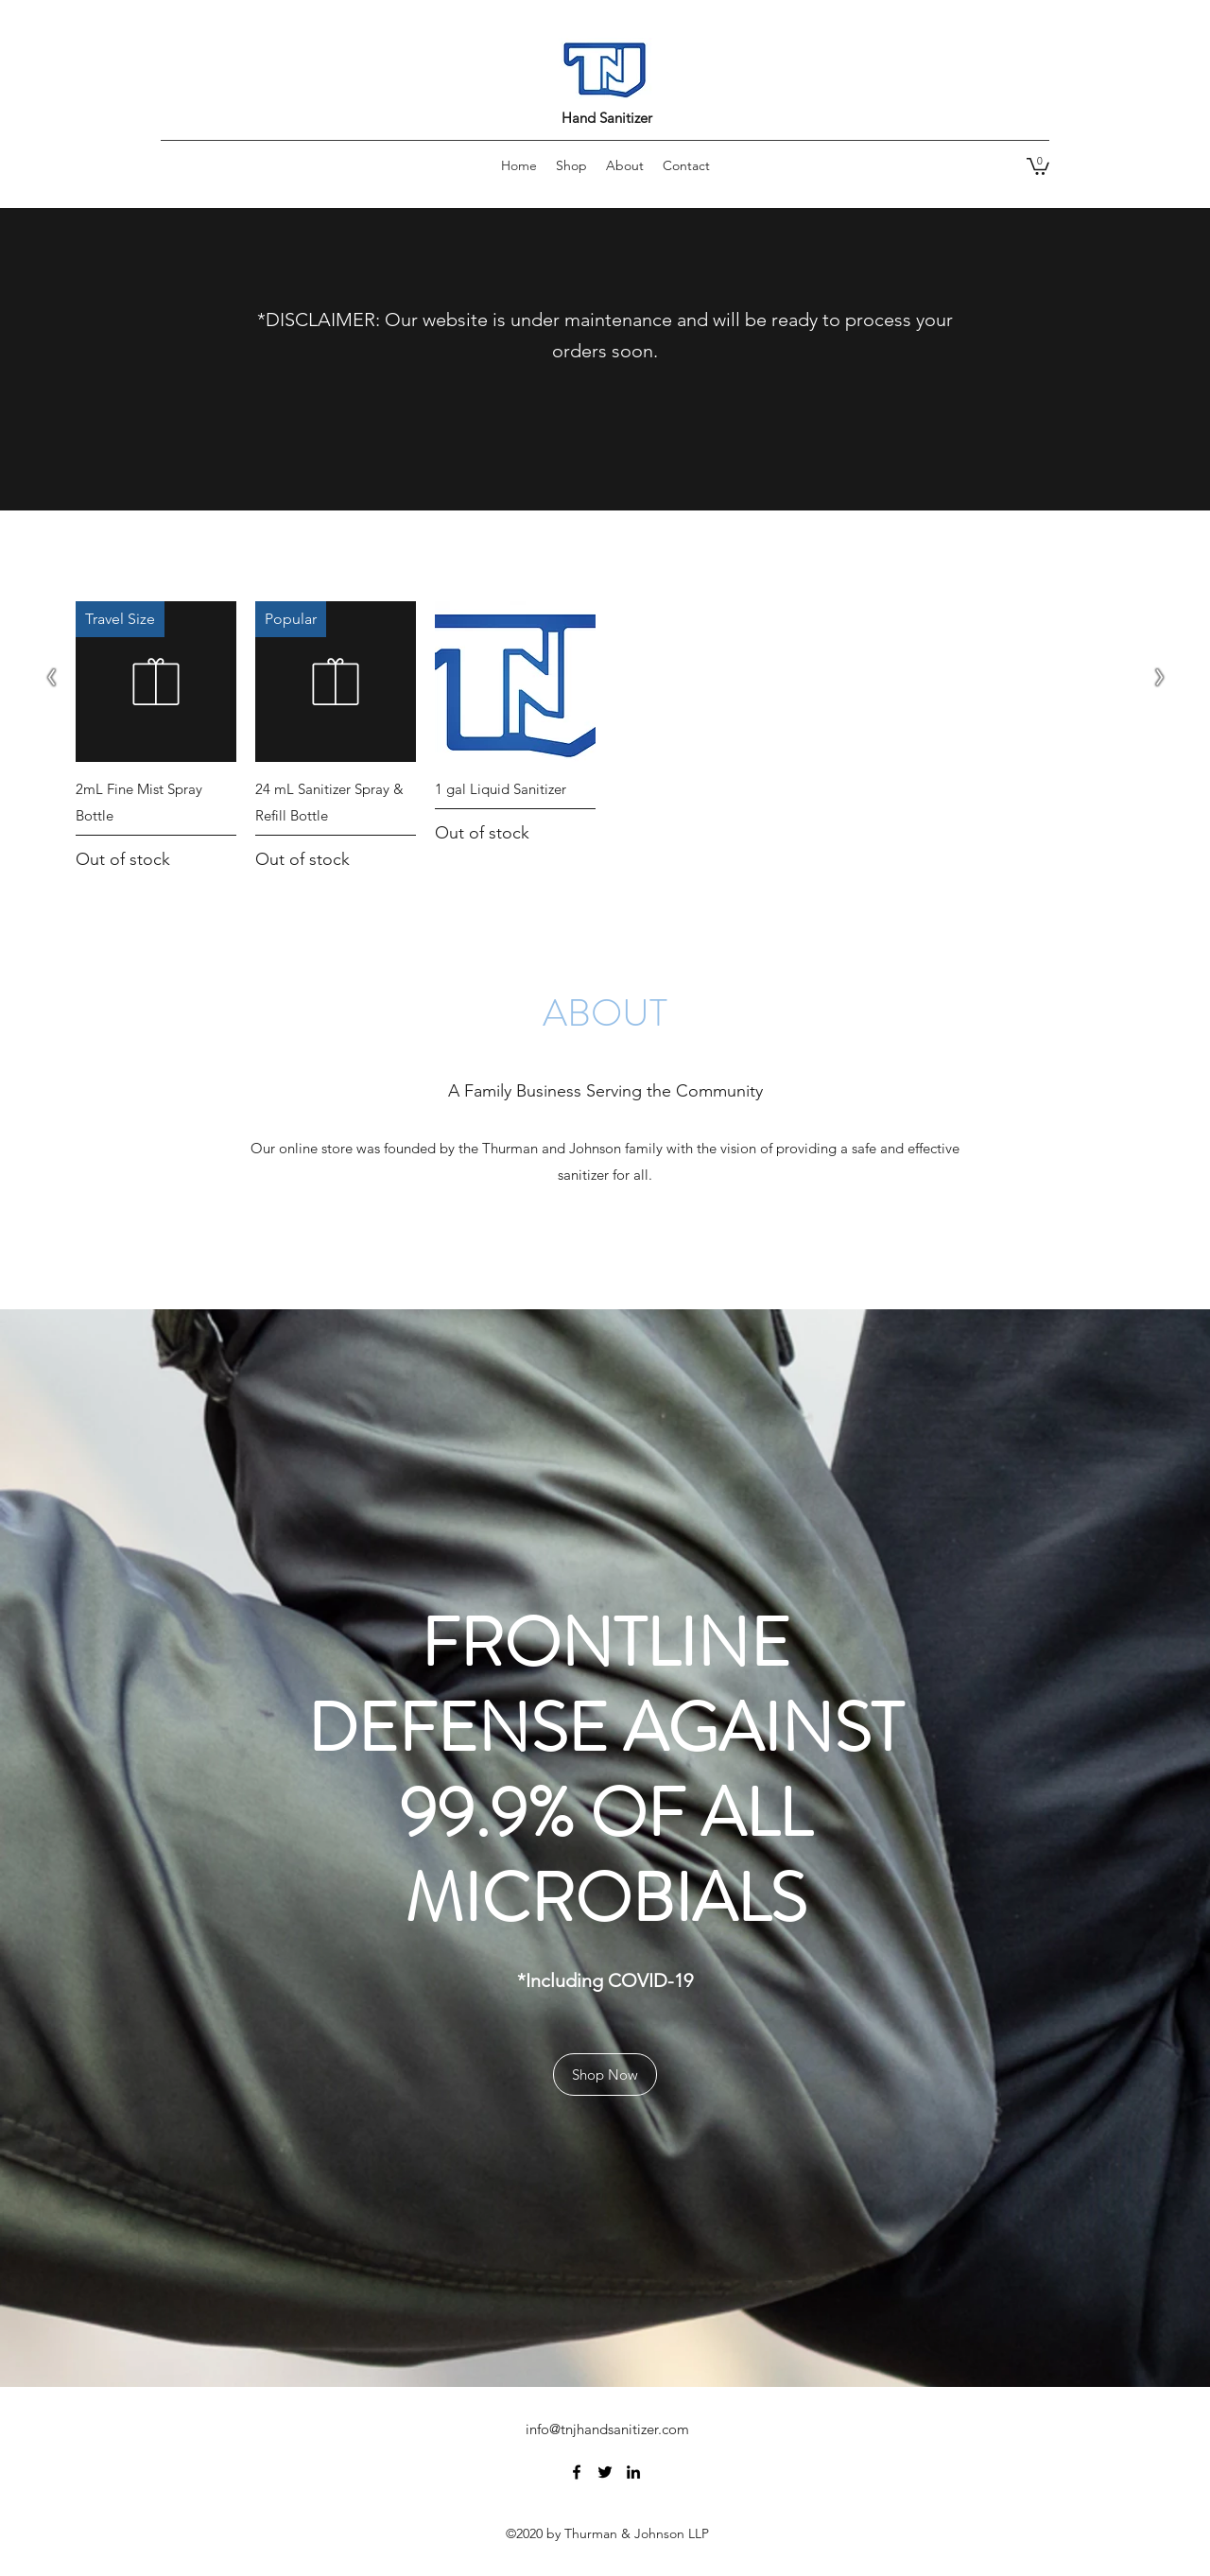 TNJ
Hand Sanitizer
Home Shop About Contact
0
*DISCLAIMER: Our website is under maintenance and will be ready to process your
orders soon.
Travel Size
Popular
TNJ
2mL Fine Mist Spray
Bottle
Out of stock
24 mL Sanitizer Spray &
Refill Bottle
Out of stock
1 gal Liquid Sanitizer
Out of stock
ABOUT
A Family Business Serving the Community
Our online store was founded by the Thurman and Johnson family with the vision of providing a safe and effective
sanitizer for all.
FRONTLINE
DEFENSE AGAINST
99.9% OF ALL
MICROBIALS
*Including COVID-19
Shop Now
info@tnjhandsanitizer.com
©2020 by Thurman & Johnson LLP